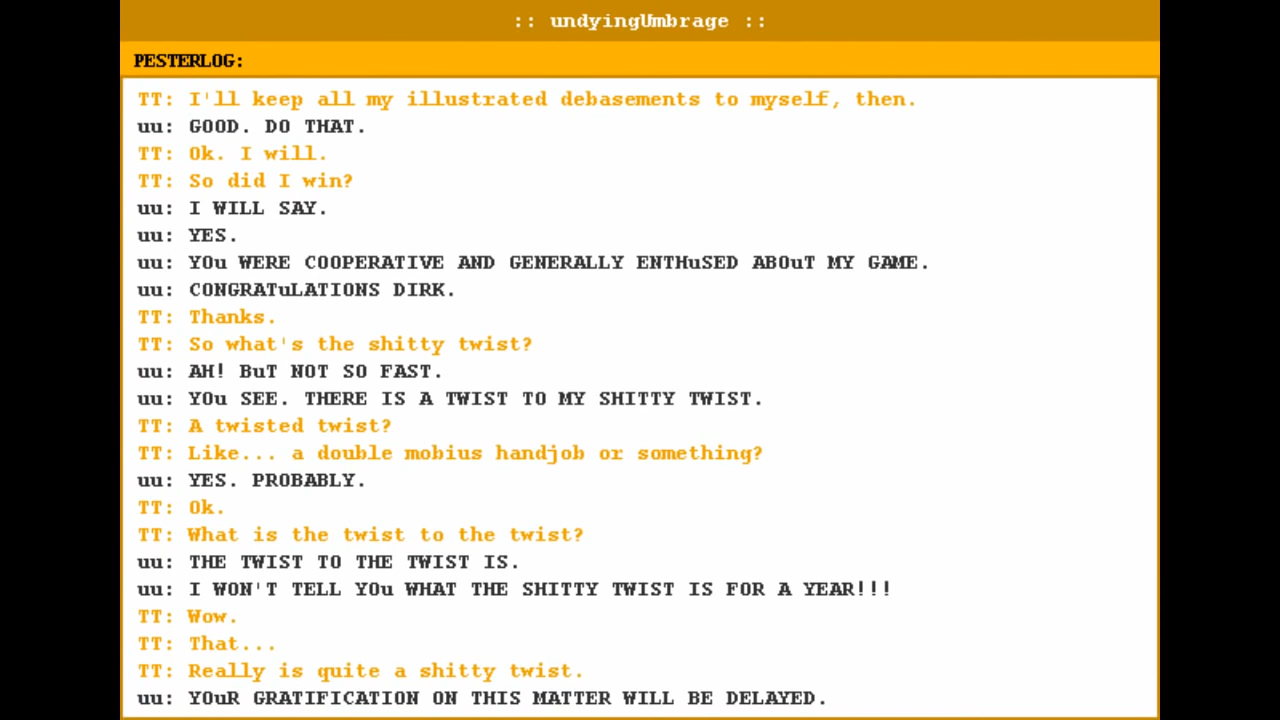 :: undyingUmbrage ::
PESTERLOG:
TT: I'll keep all my illustrated debasements to myself, then.
uu: GOOD. DO THAT.
TT: Ok. I will.
TT: So did I win?
uu: I WILL SAY.
uu: YES.
uu: YOu WERE COOPERATIVE AND GENERALLY ENTHuSED ABOuT MY GAME.
uu: CONGRATuLATIONS DIRK.
TT: Thanks.
TT: So what's the shitty twist?
uu: AH! BuT NOT SO FAST.
uu: YOu SEE. THERE IS A TWIST TO MY SHITTY TWIST.
TT: A twisted twist?
TT: Like... a double mobius handjob or something?
uu: YES. PROBABLY.
TT: Ok.
TT: What is the twist to the twist?
uu: THE TWIST TO THE TWIST IS.
uu: I WON'T TELL YOu WHAT THE SHITTY TWIST IS FOR A YEAR!!!
TT: Wow.
TT: That...
TT: Really is quite a shitty twist.
uu: YOuR GRATIFICATION ON THIS MATTER WILL BE DELAYED.